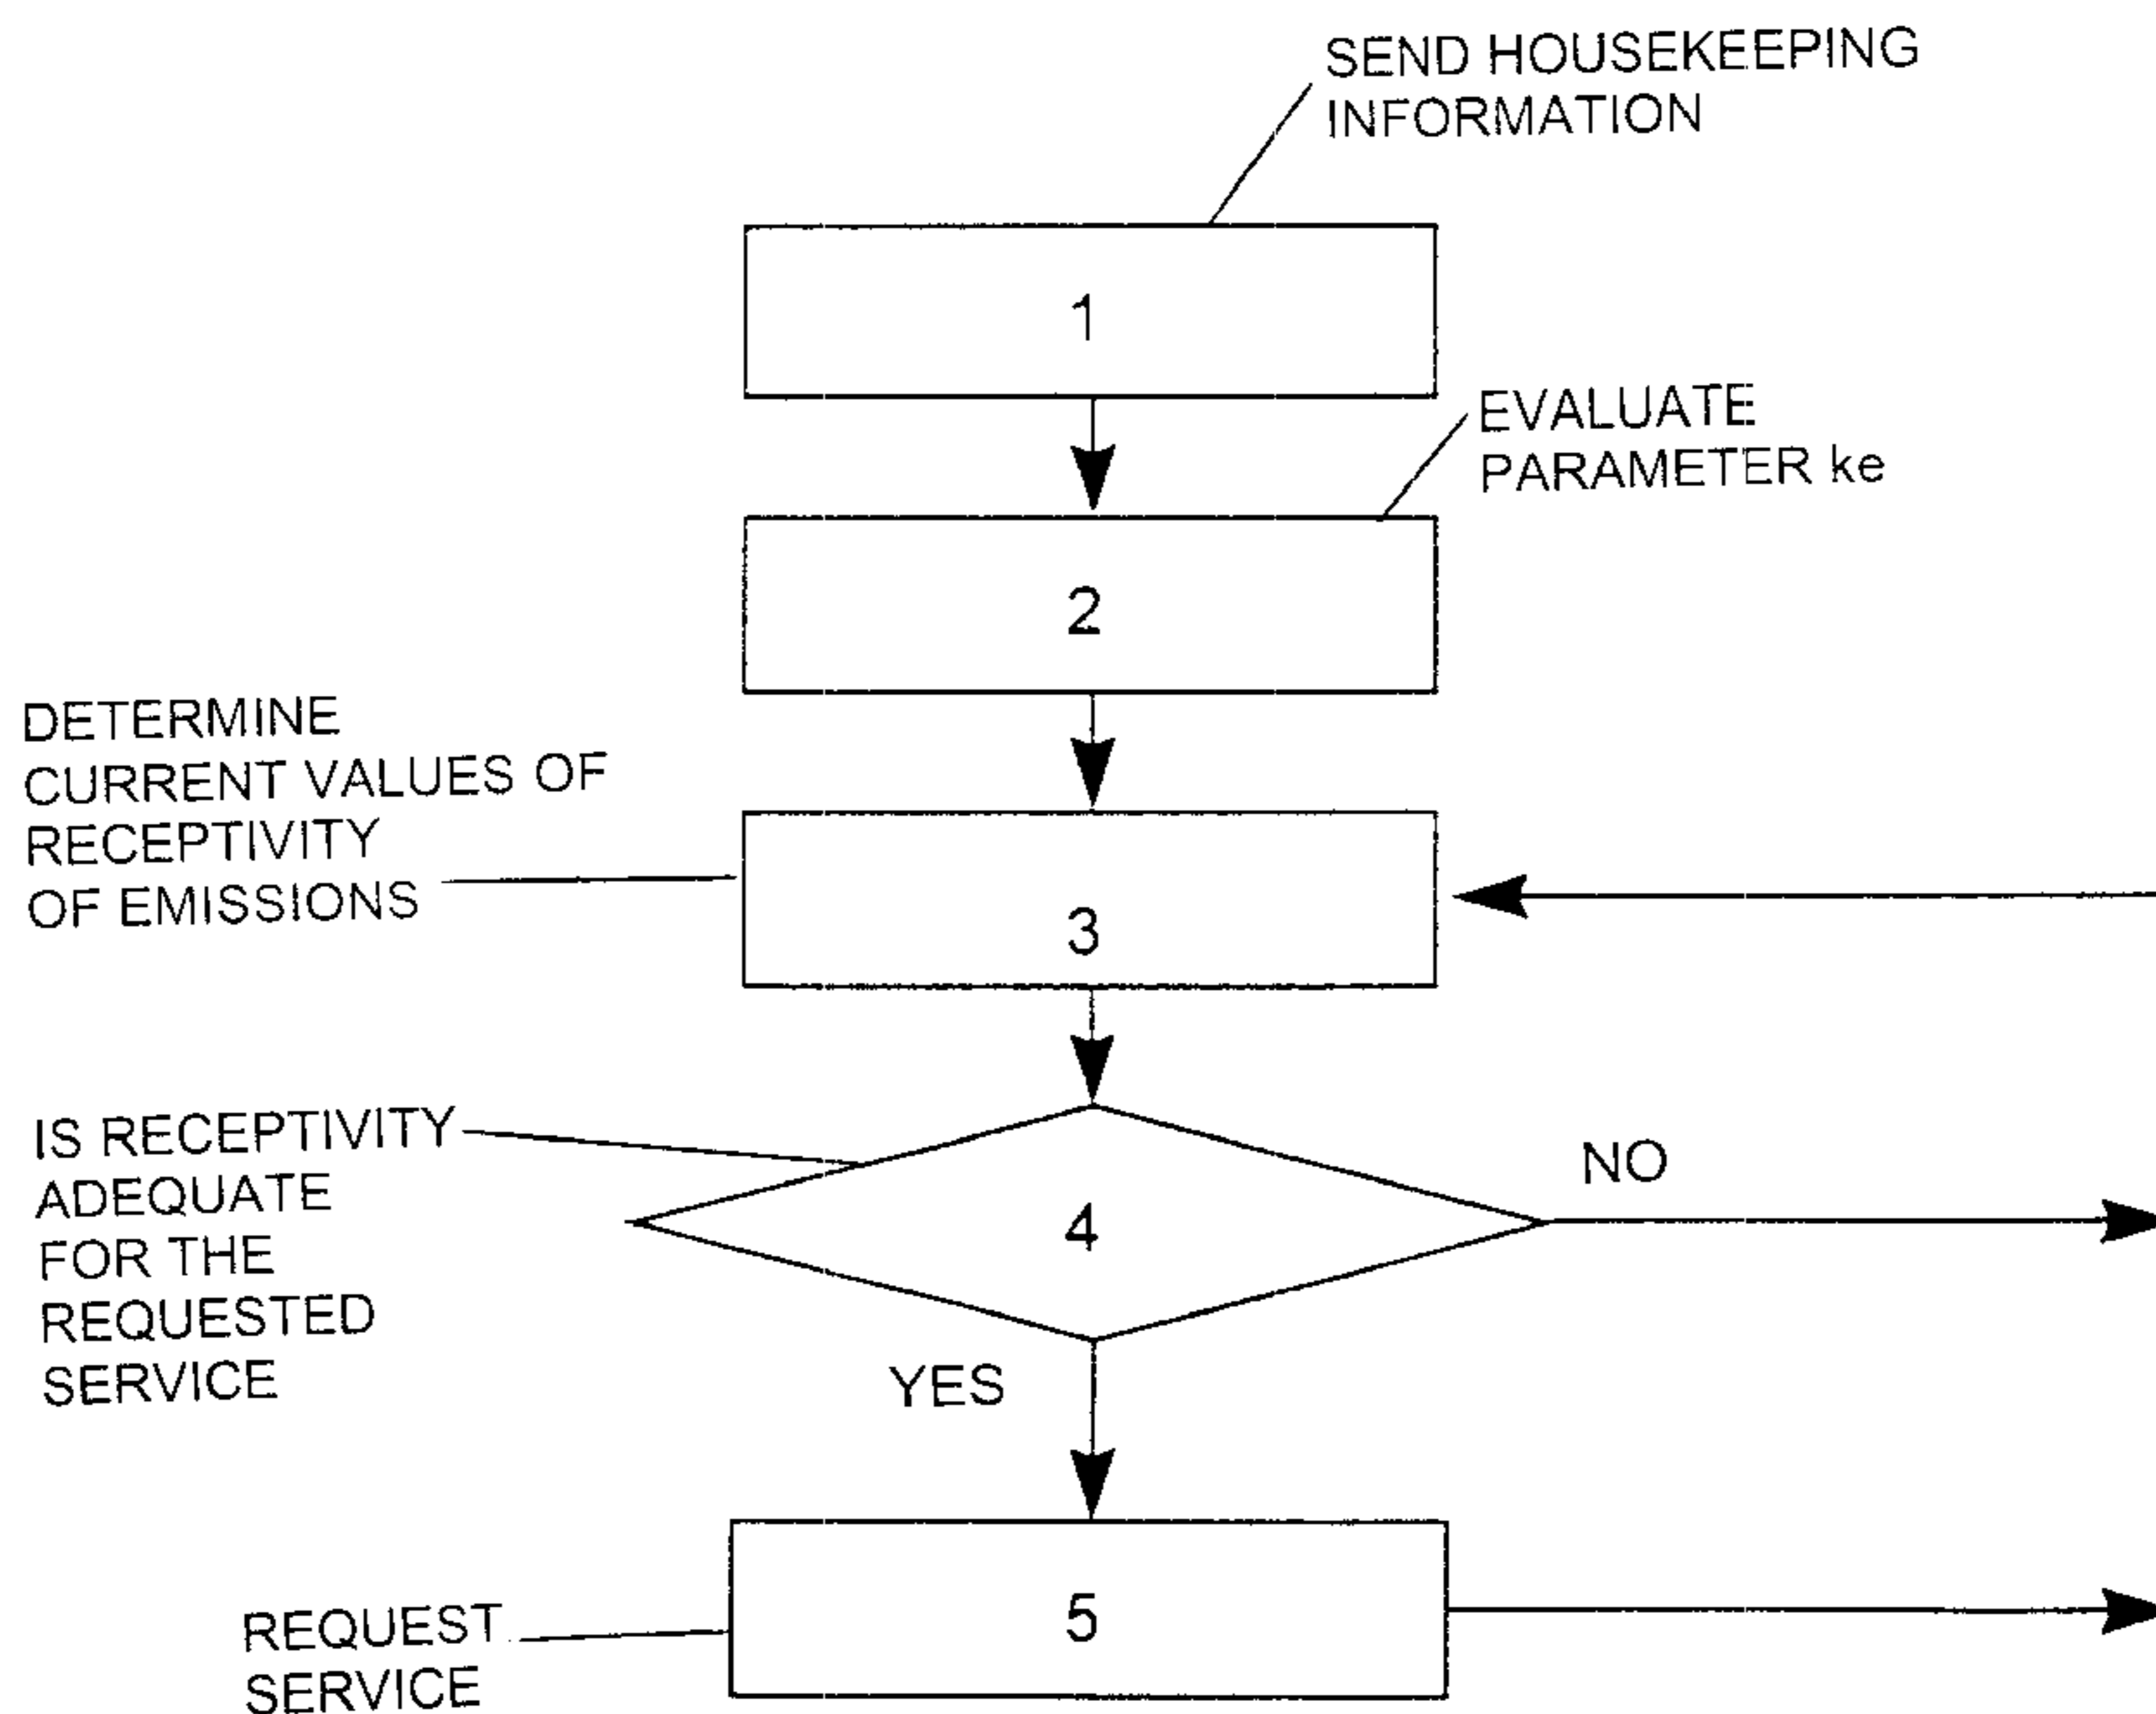 SEND HOUSEKEEPING
INFORMATION
1
EVALUATE
PARAMETER ke
2
DETERMINE
CURRENT VALUES OF
RECEPTIVITY
OF EMISSIONS
3
IS RECEPTIVITY
ADEQUATE
FOR THE
REQUESTED
SERVICE
4
NO
YES
5
REQUEST
SERVICE